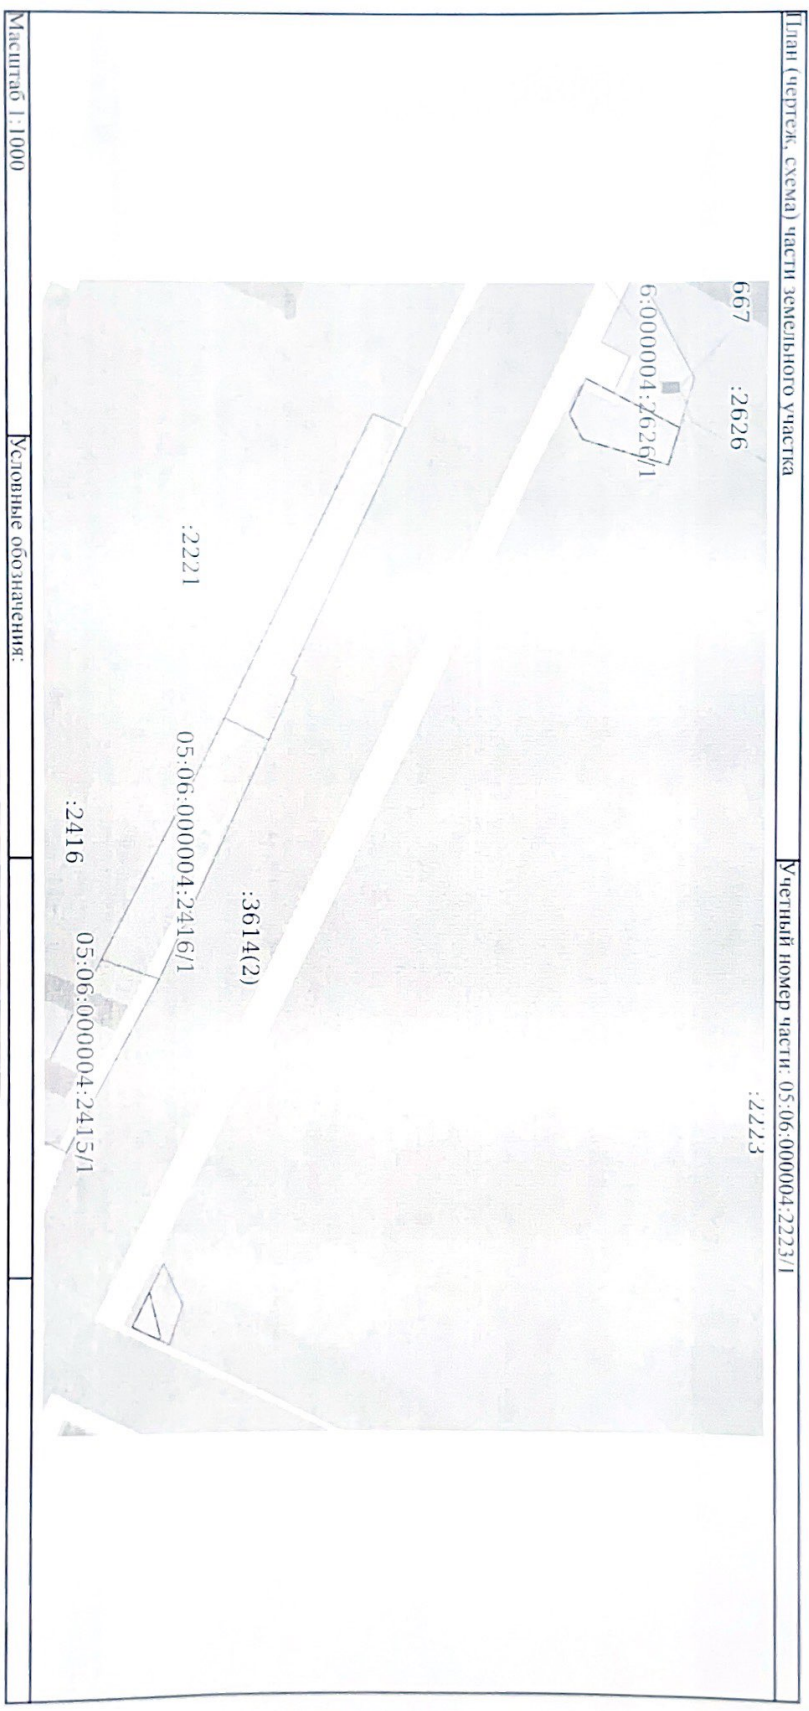 План (чертеж, схема) части земельного участка
Учетный номер части: 05:06:000004:2223/1
667
:2626
6:000004:2626/1
:2223
:2221
05:06:000004:2416/1
:3614(2)
:2416
05:06:000004:2415/1
Масштаб 1:1000
Условные обозначения: